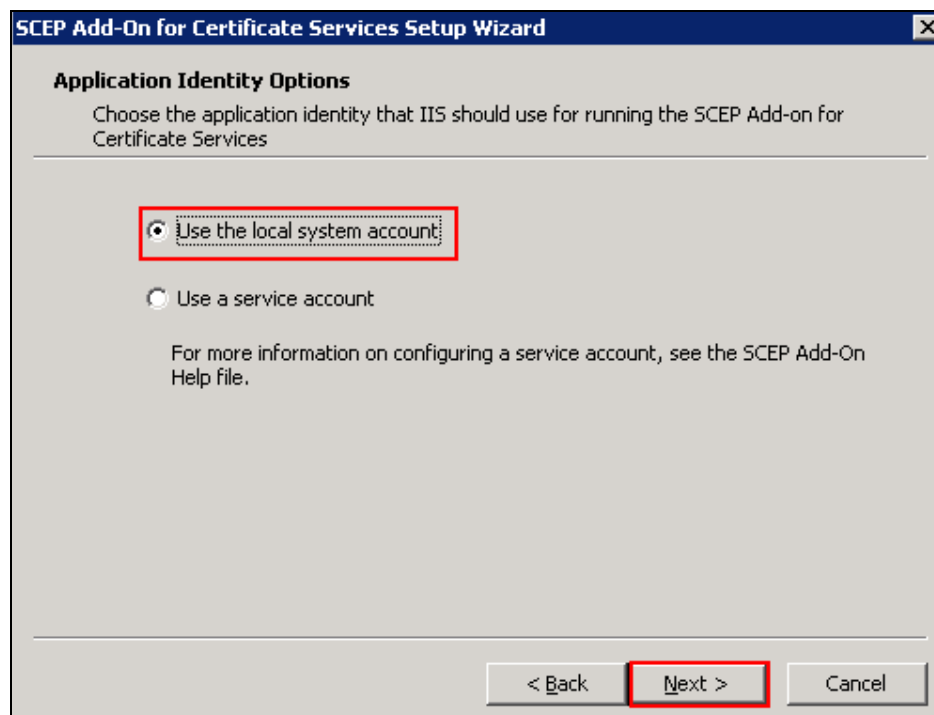 SCEP Add-On for Certificate Services Setup Wizard
Application Identity Options
Choose the application identity that IIS should use for running the SCEP Add-on for
Certificate Services
Use the local system account
Use a service account
For more information on configuring a service account, see the SCEP Add-On
Help file.
< Back
Next >
Cancel